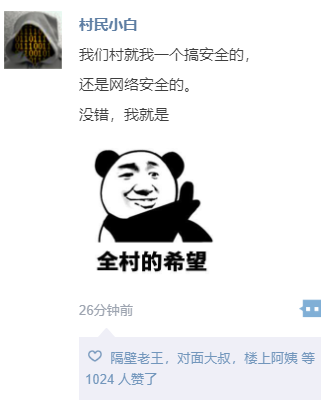 村民小白
我们村就我一个搞安全的，
还是网络安全的。
没错，我就是
全村的希望
26分钟前
隔壁老王，对面大叔，楼上阿姨 等
1024 人赞了